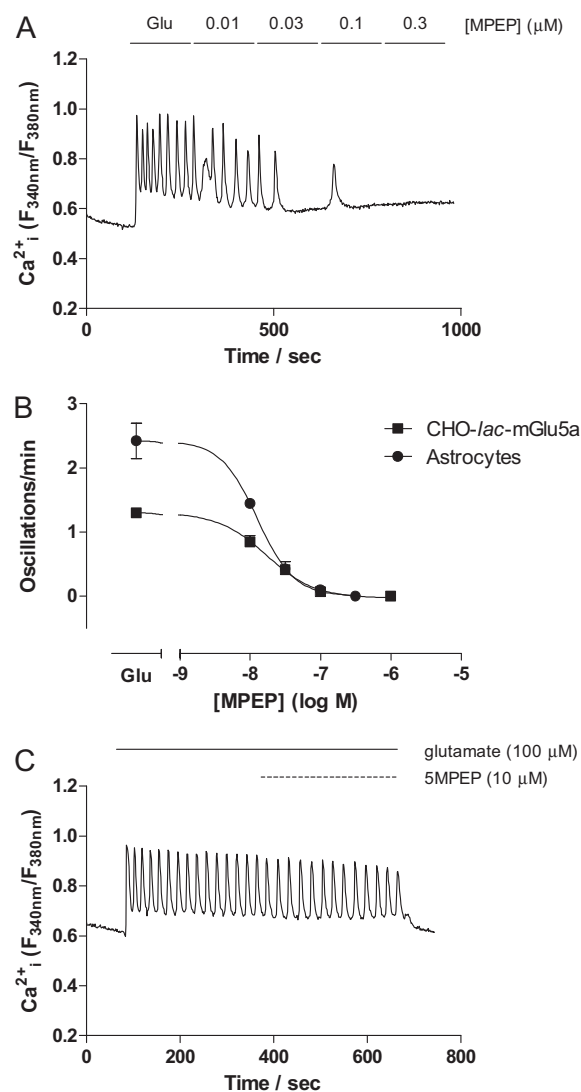 A
Glu 0.01 0.03 0.1 0.3 [MPEP] (μM)
1.2
1.0
0.8
0.6
0.4
0.2
Ca²⁺ᵢ (F340nm/F380nm)
0 500 1000
Time / sec
B
3
2
1
0
Oscillations/min
CHO-lac-mGlu5a
Astrocytes
Glu -9 -8 -7 -6 -5
[MPEP] (log M)
C
glutamate (100 μM)
5MPEP (10 μM)
1.2
1.0
0.8
0.6
0.4
0.2
Ca²⁺ᵢ (F340nm/F380nm)
0 200 400 600 800
Time / sec